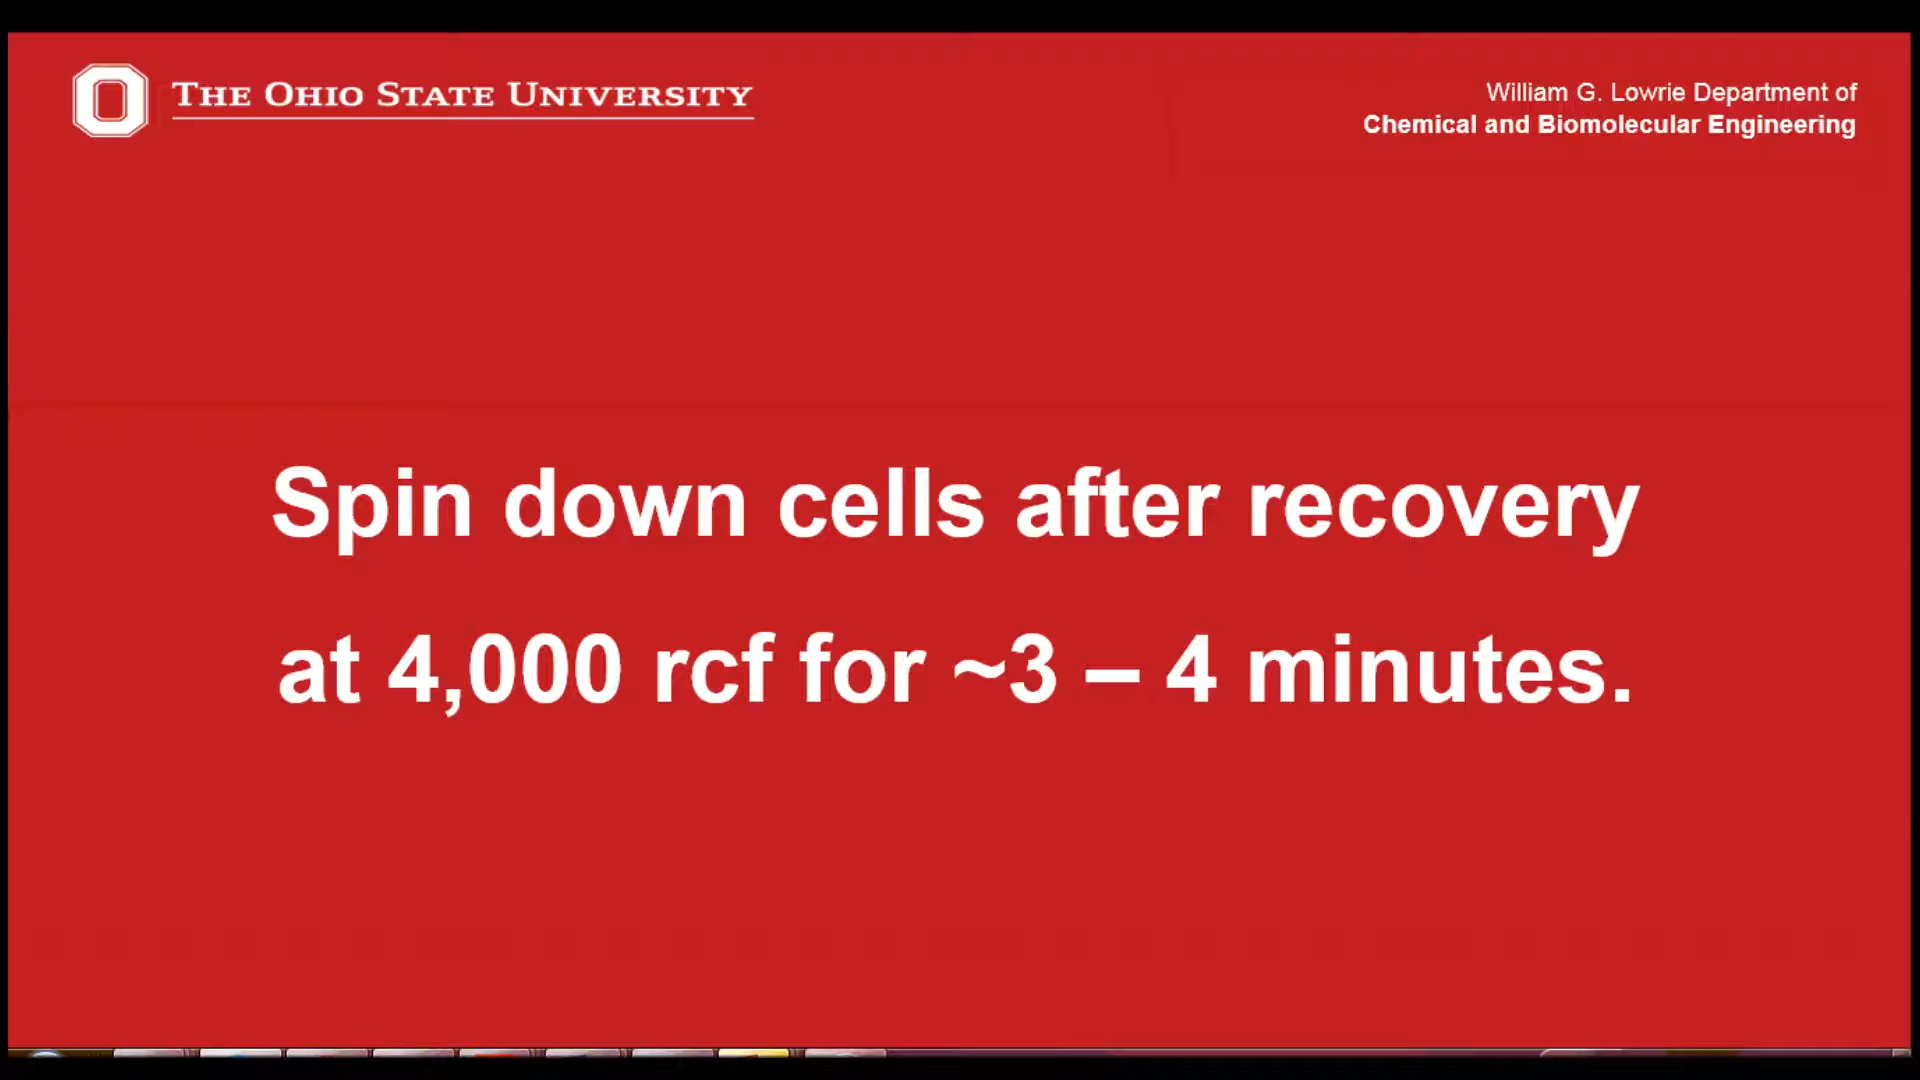 THE OHIO STATE UNIVERSITY
William G. Lowrie Department of
Chemical and Biomolecular Engineering
Spin down cells after recovery
at 4,000 rcf for ~3 – 4 minutes.